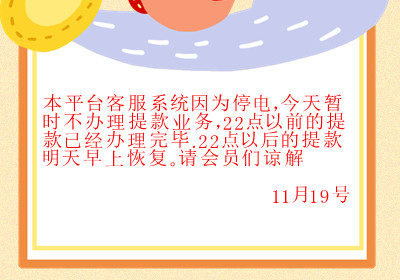 本平台客服系统因为停电,今天暂
时不办理提款业务,22点以前的提
款已经办理完毕.22点以后的提款
明天早上恢复。请会员们谅解
11月19号